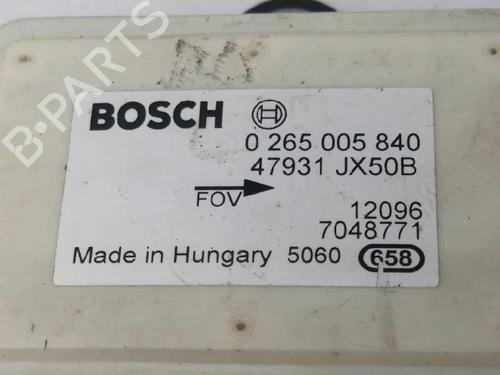 B-PARTS
BOSCH
0 265 005 840
47931 JX50B
FOV
12096
7048771
Made in Hungary 5060 658